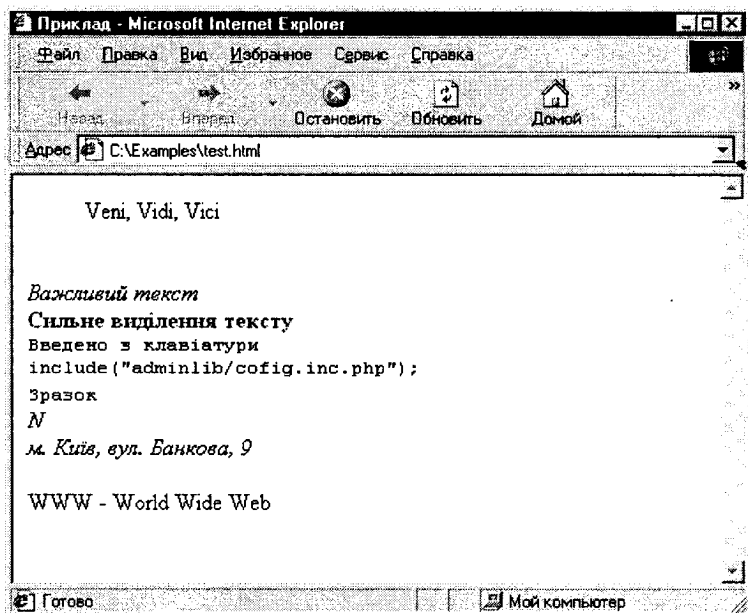 Приклад - Microsoft Internet Explorer
Файл Правка Вид Избранное Сервис Справка
Назад Вперед Остановить Обновить Домой »
Адрес C:\Examples\test.html
Veni, Vidi, Vici
Важливий текст
Сильне виділення тексту
Введено з клавіатури
include("adminlib/cofig.inc.php");
Зразок
N
м. Київ, вул. Банкова, 9
WWW - World Wide Web
Готово Мой компьютер